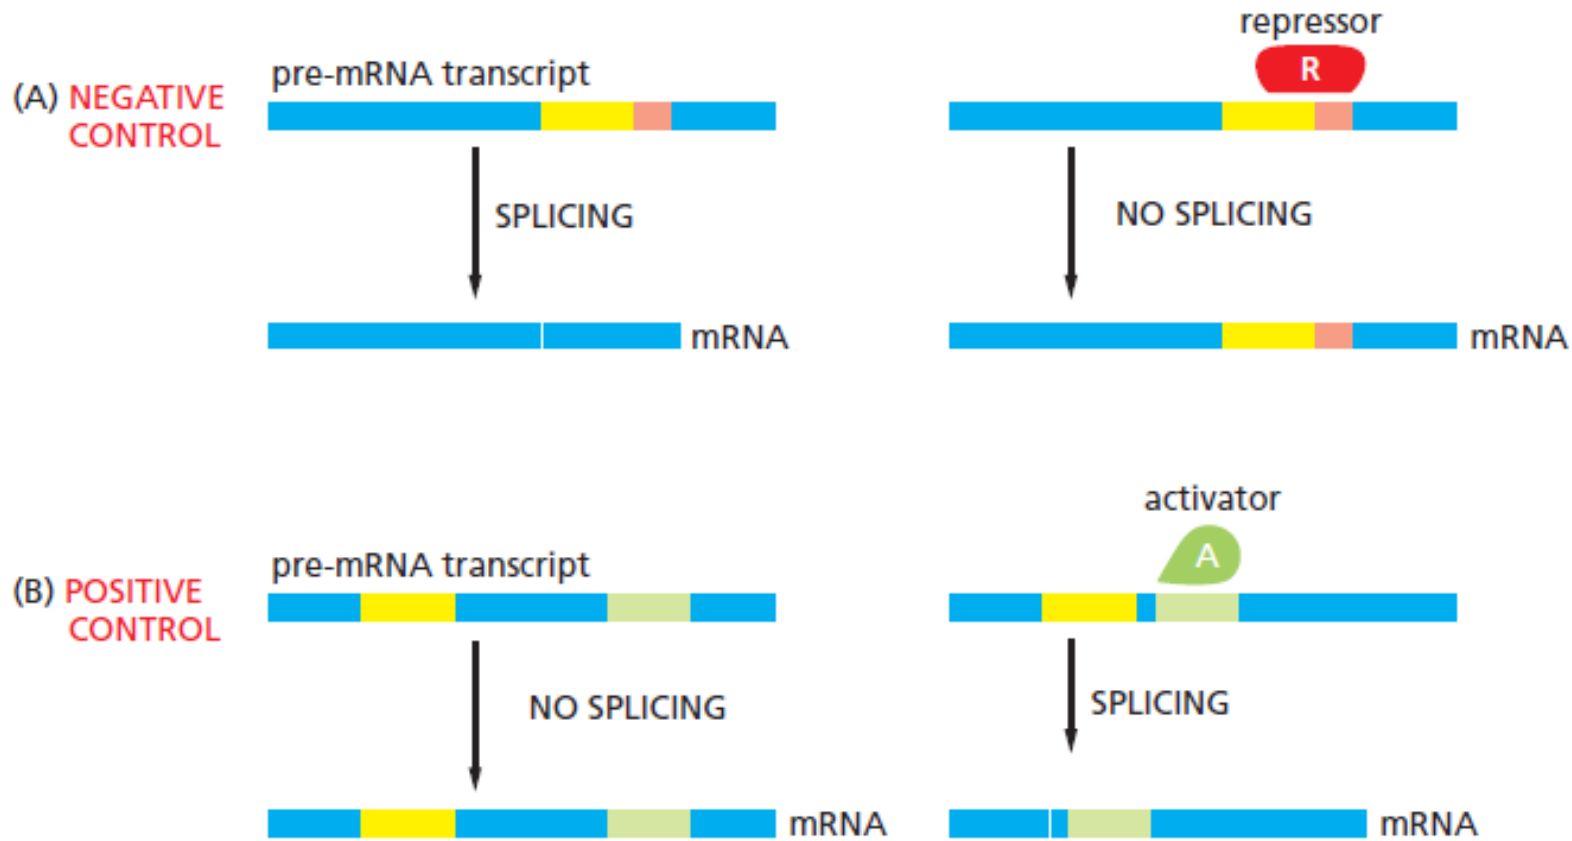 repressor
R
pre-mRNA transcript
(A) NEGATIVE
CONTROL
SPLICING
NO SPLICING
mRNA
mRNA
activator
A
pre-mRNA transcript
(B) POSITIVE
CONTROL
NO SPLICING
SPLICING
mRNA
mRNA